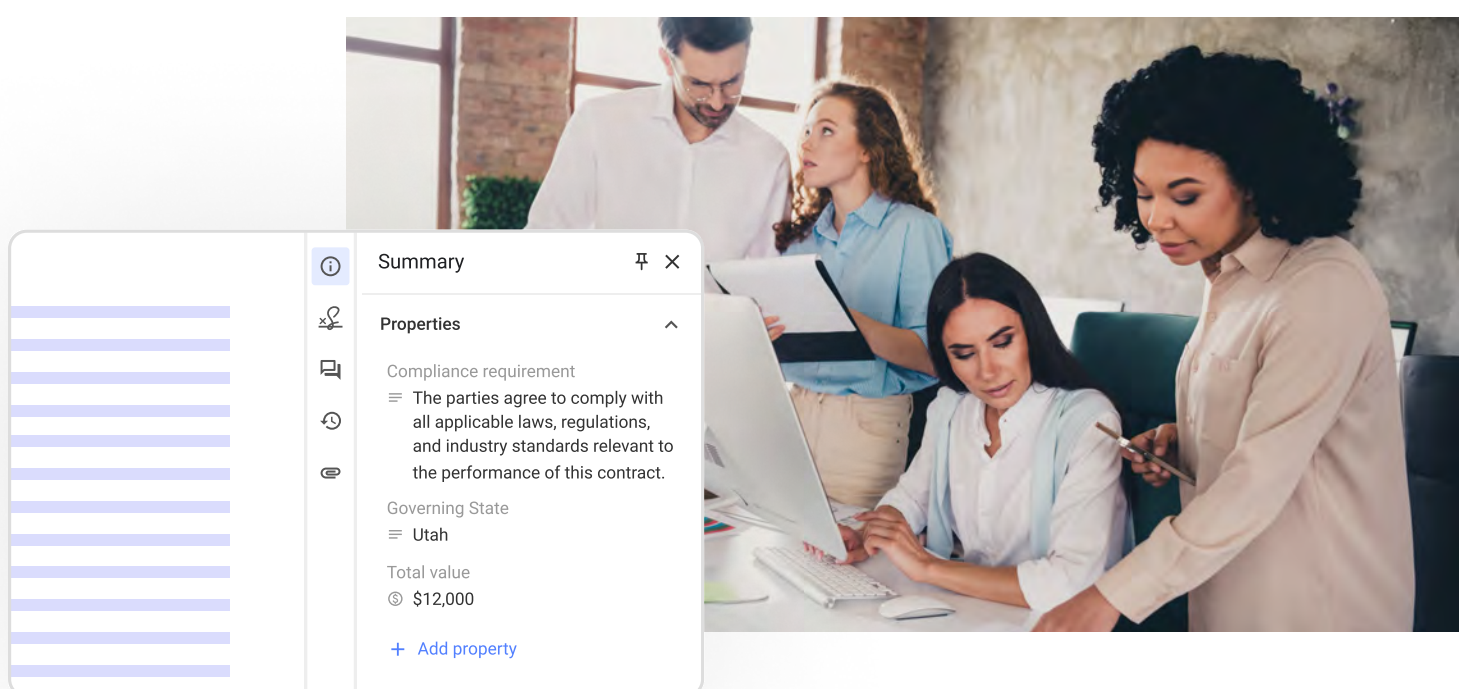 Summary
Properties
Compliance requirement
The parties agree to comply with
all applicable laws, regulations,
and industry standards relevant to
the performance of this contract.
Governing State
Utah
Total value
$12,000
+ Add property